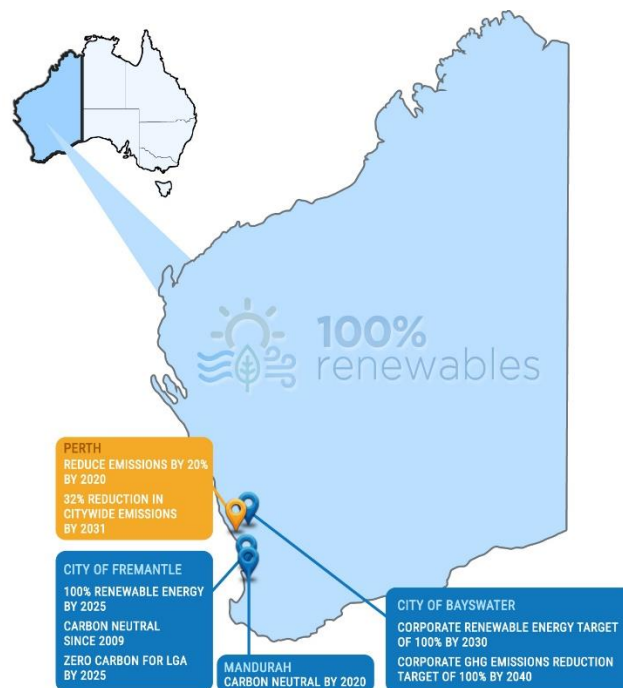 100%
renewables
PERTH
REDUCE EMISSIONS BY 20%
BY 2020
32% REDUCTION IN
CITYWIDE EMISSIONS
BY 2031
CITY OF FREMANTLE
100% RENEWABLE ENERGY
BY 2025
CARBON NEUTRAL
SINCE 2009
ZERO CARBON FOR LGA
BY 2025
MANDURAH
CARBON NEUTRAL BY 2020
CITY OF BAYSWATER
CORPORATE RENEWABLE ENERGY TARGET
OF 100% BY 2030
CORPORATE GHG EMISSIONS REDUCTION
TARGET OF 100% BY 2040